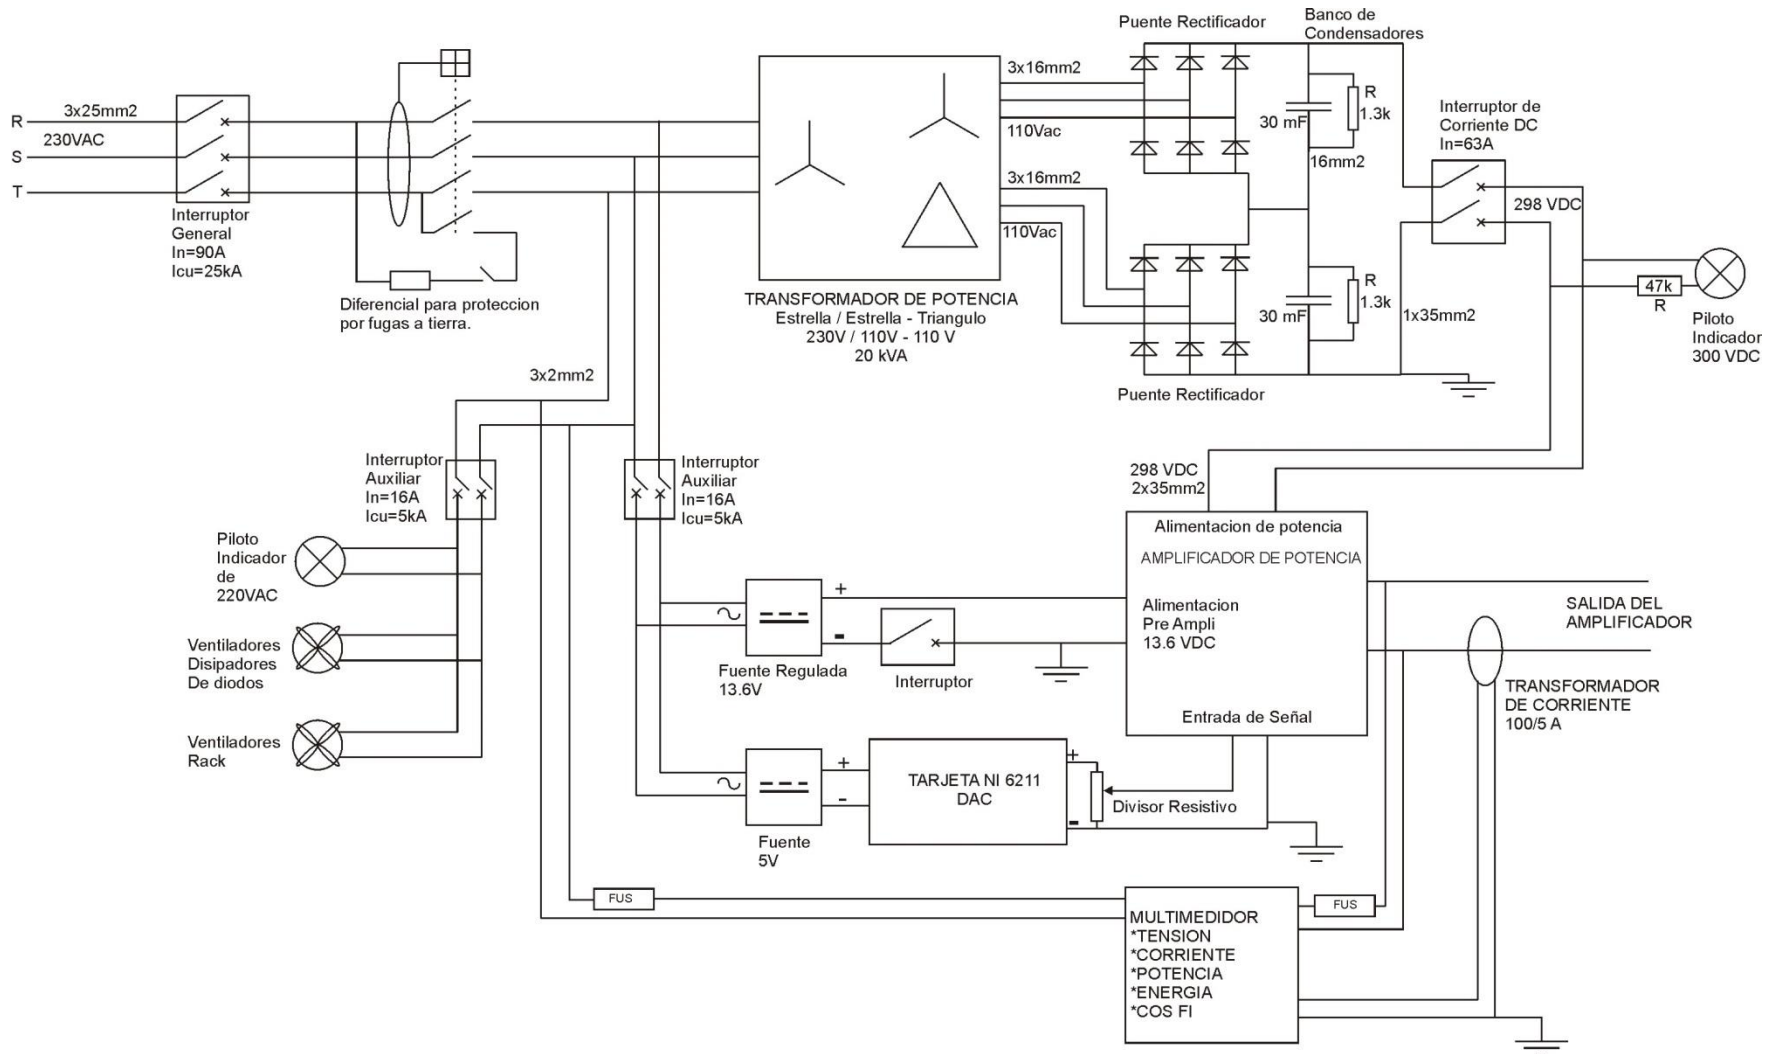 R
3x25mm2
230VAC
S
T
Interruptor
General
In=90A
Icu=25kA
Diferencial para proteccion
por fugas a tierra.
TRANSFORMADOR DE POTENCIA
Estrella / Estrella - Triangulo
230V / 110V - 110 V
20 kVA
3x16mm2
110Vac
3x16mm2
110Vac
Puente Rectificador
Banco de
Condensadores
R
1.3k
30 mF
16mm2
R
1.3k
30 mF
1x35mm2
Puente Rectificador
Interruptor de
Corriente DC
In=63A
298 VDC
47k
R
Piloto
Indicador
300 VDC
3x2mm2
Interruptor
Auxiliar
In=16A
Icu=5kA
Interruptor
Auxiliar
In=16A
Icu=5kA
Piloto
Indicador
de
220VAC
Ventiladores
Disipadores
De diodos
Ventiladores
Rack
298 VDC
2x35mm2
Alimentacion de potencia
AMPLIFICADOR DE POTENCIA
Alimentacion
Pre Ampli
13.6 VDC
Entrada de Señal
+
-
Fuente Regulada
13.6V
Interruptor
SALIDA DEL
AMPLIFICADOR
TRANSFORMADOR
DE CORRIENTE
100/5 A
+
-
Fuente
5V
TARJETA NI 6211
DAC
+
-
Divisor Resistivo
FUS
FUS
MULTIMEDIDOR
*TENSION
*CORRIENTE
*POTENCIA
*ENERGIA
*COS FI